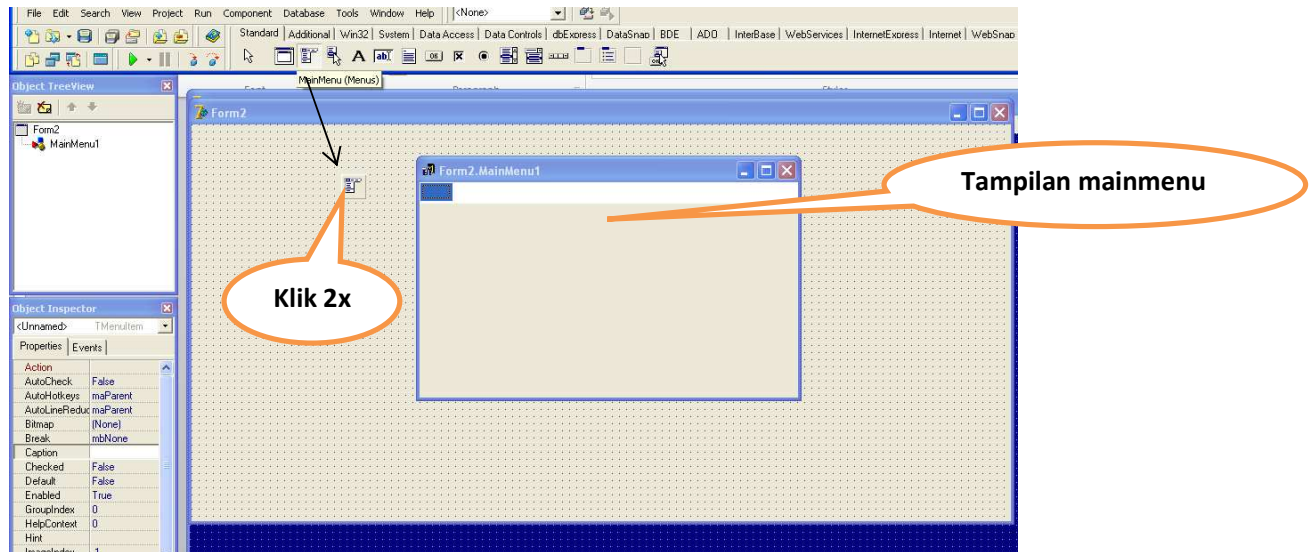 File Edit Search View Project Run Component Database Tools Window Help <None>
Standard Additional Win32 System Data Access Data Controls dbExpress DataSnap BDE ADO InterBase WebServices InternetExpress Internet WebSnap
MainMenu (Menus)
Object TreeView
Form2
MainMenu1
Form2
Form2.MainMenu1
Tampilan mainmenu
Klik 2x
Object Inspector
<Unnamed> TMenuItem
Properties Events
Action
AutoCheck False
AutoHotkeys maParent
AutoLineReduc maParent
Bitmap (None)
Break mbNone
Caption
Checked False
Default False
Enabled True
GroupIndex 0
HelpContext 0
Hint